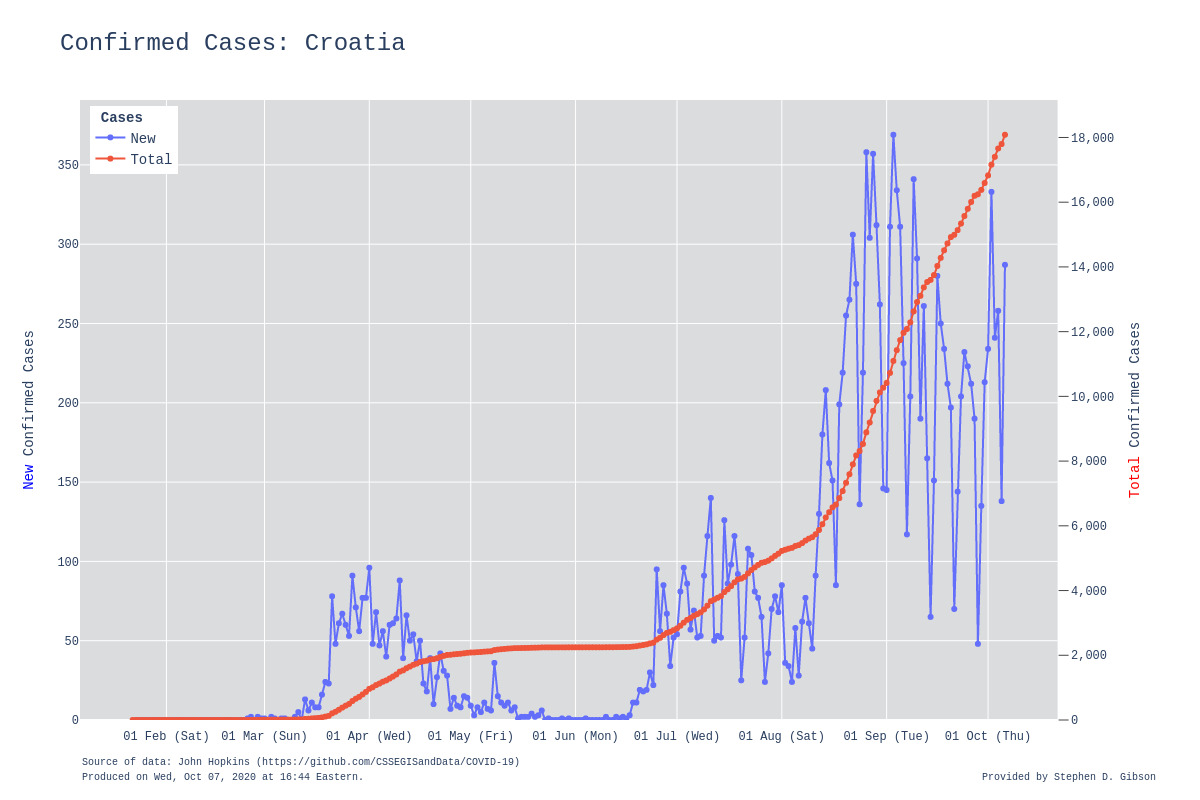 Confirmed Cases: Croatia
Cases
New
Total
350
300
250
200
150
100
50
0
18,000
16,000
14,000
12,000
10,000
8,000
6,000
4,000
2,000
0
New Confirmed Cases
Total Confirmed Cases
01 Feb (Sat) 01 Mar (Sun) 01 Apr (Wed) 01 May (Fri) 01 Jun (Mon) 01 Jul (Wed) 01 Aug (Sat) 01 Sep (Tue) 01 Oct (Thu)
Source of data: John Hopkins (https://github.com/CSSEGISandData/COVID-19)
Produced on Wed, Oct 07, 2020 at 16:44 Eastern.
Provided by Stephen D. Gibson